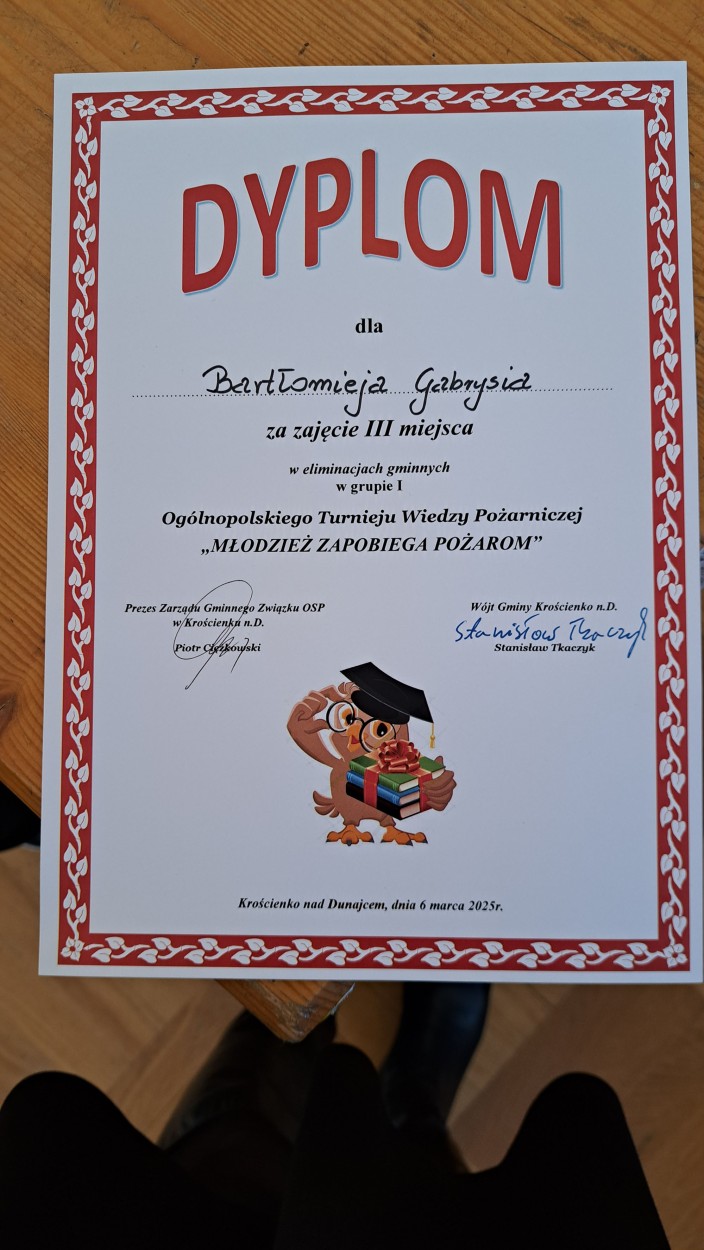 DYPLOM
dla
Bartłomieja Gabrysia
za zajęcie III miejsca
w eliminacjach gminnych
w grupie I
Ogólnopolskiego Turnieju Wiedzy Pożarniczej
„MŁODZIEŻ ZAPOBIEGA POŻAROM”
Prezes Zarządu Gminnego Związku OSP
w Krościenku n.D.
Piotr Ciężkowski
Wójt Gminy Krościenko n.D.
Stanisław Tkaczyk
Stanisław Tkaczyk
Krościenko nad Dunajcem, dnia 6 marca 2025r.